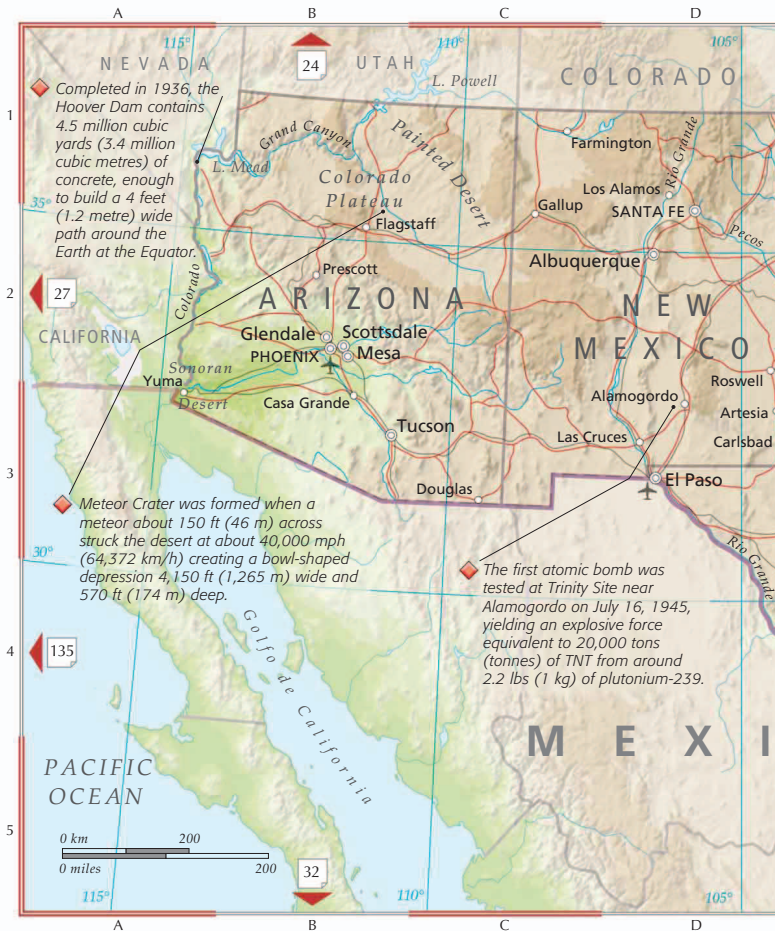 A B C D
115° 110° 105°
NEVADA
24
UTAH
COLORADO
L. Powell
Completed in 1936, the
Hoover Dam contains
4.5 million cubic
yards (3.4 million
cubic metres) of
concrete, enough
to build a 4 feet
(1.2 metre) wide
path around the
Earth at the Equator.
1
Grand Canyon
Painted Desert
Farmington
Rio Grande
L. Mead
Colorado
Plateau
Los Alamos
35°
Gallup
SANTA FE
Flagstaff
Pecos
Albuquerque
Prescott
Colorado
27
2
ARIZONA
NEW
MEXICO
CALIFORNIA
Glendale
Scottsdale
PHOENIX
Mesa
Sonoran
Desert
Yuma
Casa Grande
Roswell
Alamogordo
Artesia
Tucson
Las Cruces
Carlsbad
3
Douglas
El Paso
Meteor Crater was formed when a
meteor about 150 ft (46 m) across
struck the desert at about 40,000 mph
(64,372 km/h) creating a bowl-shaped
depression 4,150 ft (1,265 m) wide and
570 ft (174 m) deep.
30°
Rio Grande
The first atomic bomb was
tested at Trinity Site near
Alamogordo on July 16, 1945,
yielding an explosive force
equivalent to 20,000 tons
(tonnes) of TNT from around
2.2 lbs (1 kg) of plutonium-239.
4
135
Golfo de California
MEXI
PACIFIC
OCEAN
5
0 km 200
0 miles 200
32
115° 110° 105°
A B C D